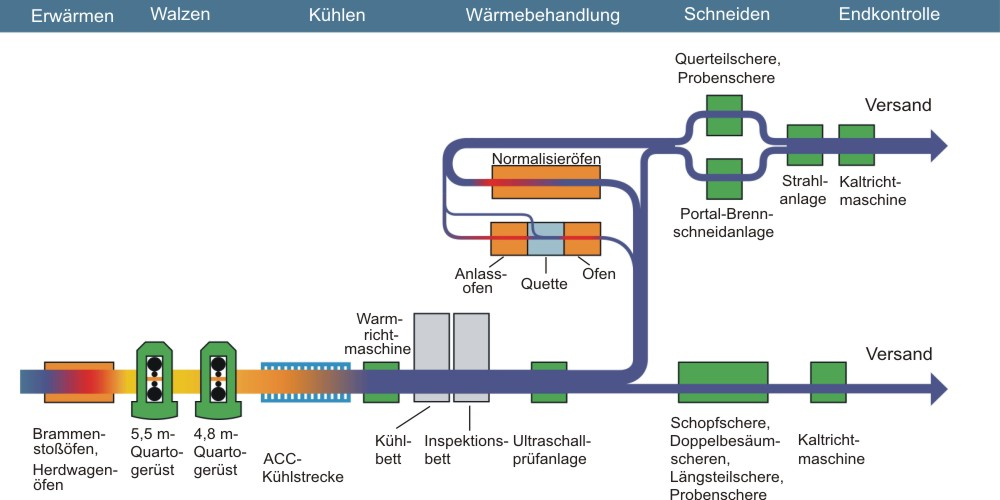 Erwärmen Walzen Kühlen Wärmebehandlung Schneiden Endkontrolle
Querteilschere,
Probenschere
Versand
Normalisieröfen
Strahl-
anlage
Kaltricht-
maschine
Portal-Brenn-
schneidanlage
Anlass-
ofen
Quette
Ofen
Warm-
richt-
maschine
Versand
Brammen-
stoßöfen,
Herdwagen-
öfen
5,5 m-
Quarto-
gerüst
4,8 m-
Quarto-
gerüst
ACC-
Kühlstrecke
Kühl-
bett
Inspektions-
bett
Ultraschall-
prüfanlage
Schopfschere,
Doppelbesäum-
scheren,
Längsteilschere,
Probenschere
Kaltricht-
maschine